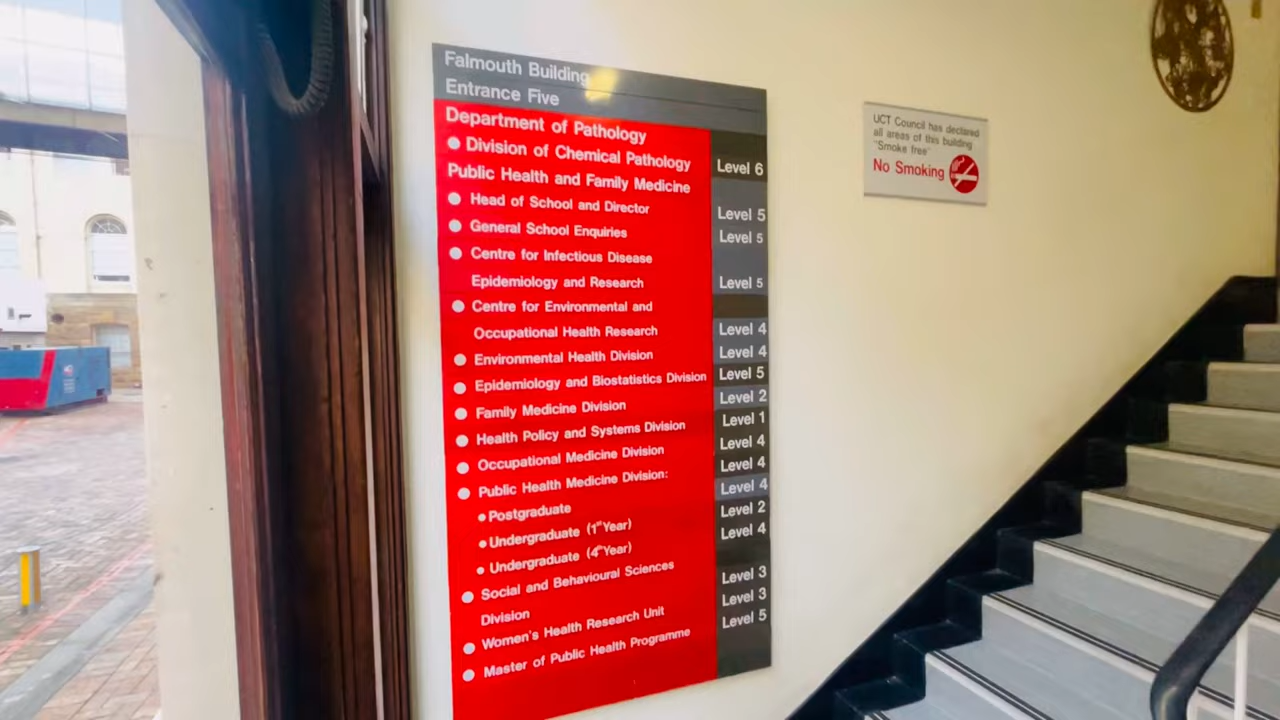 Falmouth Building
Entrance Five
Department of Pathology
● Division of Chemical Pathology Level 6
Public Health and Family Medicine
● Head of School and Director Level 5
● General School Enquiries Level 5
● Centre for Infectious Disease
Epidemiology and Research Level 5
● Centre for Environmental and
Occupational Health Research Level 4
● Environmental Health Division Level 4
● Epidemiology and Biostatistics Division Level 5
● Family Medicine Division Level 2
● Health Policy and Systems Division Level 1
● Occupational Medicine Division Level 4
● Public Health Medicine Division: Level 4
● Postgraduate Level 4
● Undergraduate (1st Year) Level 2
● Undergraduate (4th Year) Level 4
● Social and Behavioural Sciences
Division Level 3
● Women's Health Research Unit Level 3
● Master of Public Health Programme Level 5
UCT Council has declared
all areas of this building
"Smoke free"
No Smoking